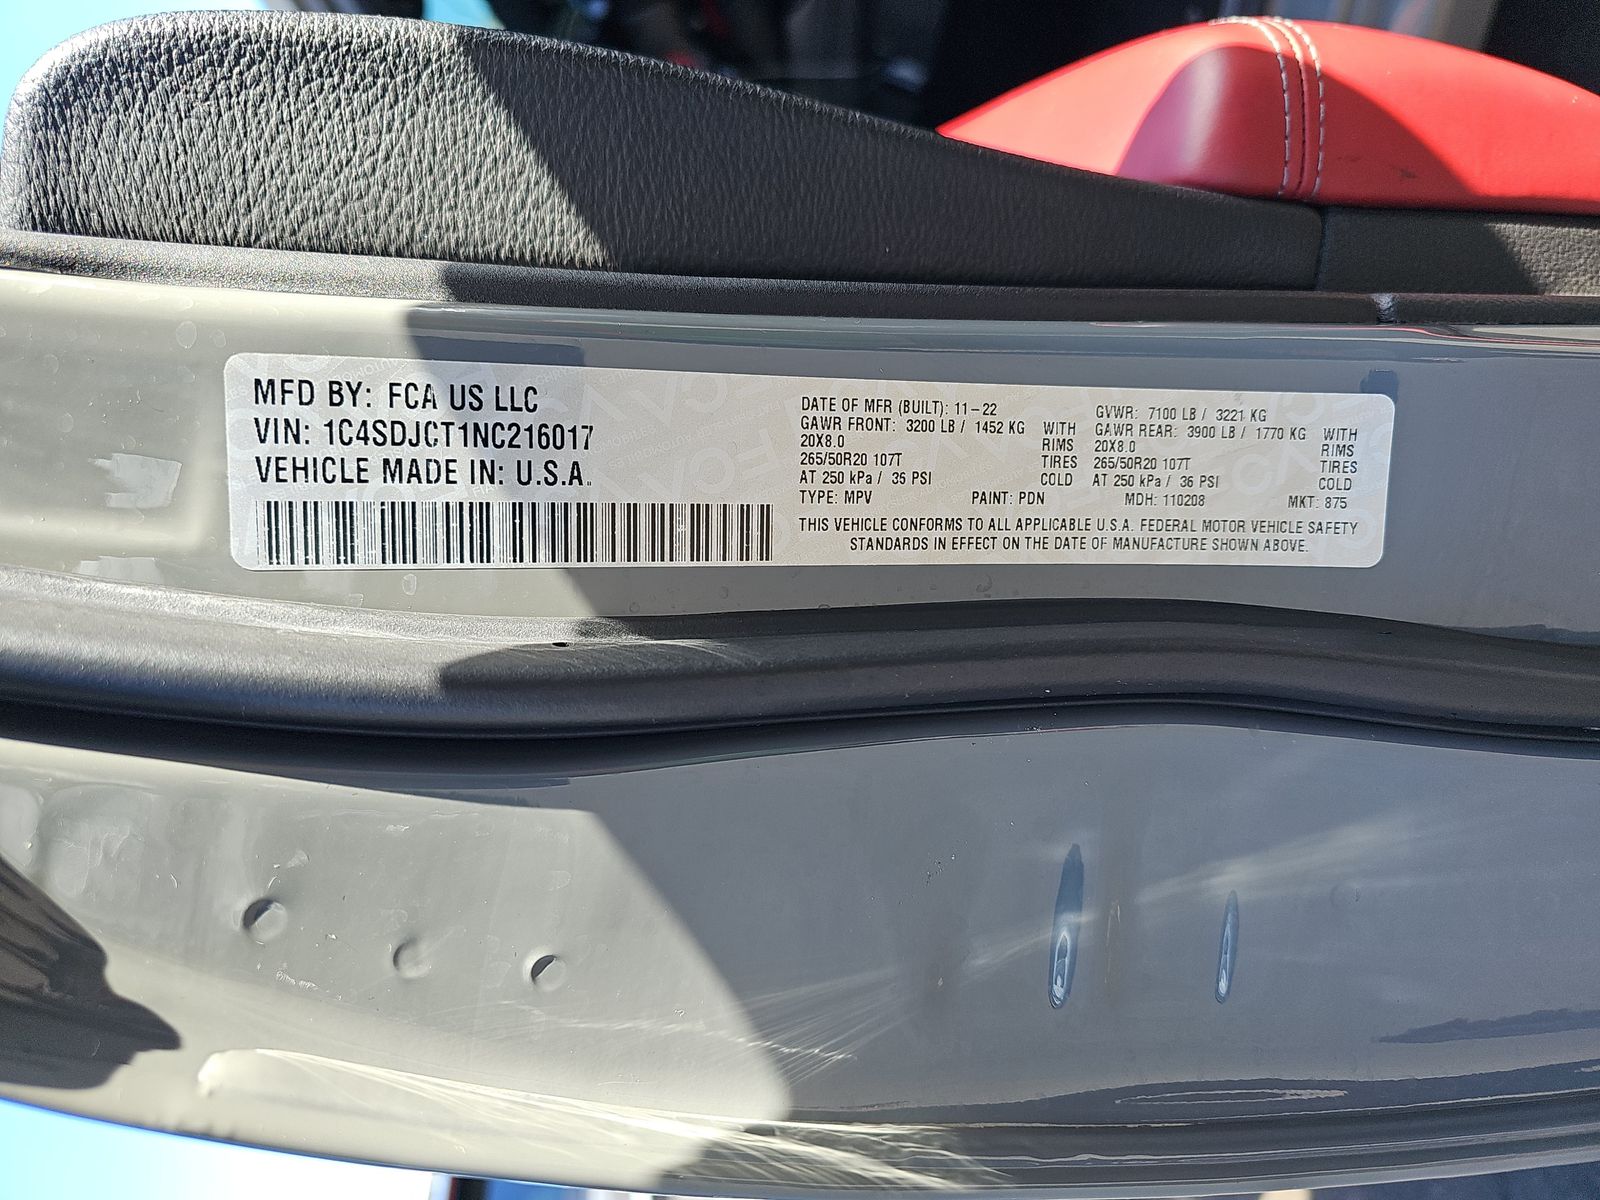 MFD BY: FCA US LLC
VIN: 1C4SDJCT1NC216017
VEHICLE MADE IN: U.S.A.
DATE OF MFR (BUILT): 11-22
GAWR FRONT: 3200 LB / 1452 KG WITH
20X8.0 RIMS
265/50R20 107T TIRES
AT 250 kPa / 36 PSI COLD
TYPE: MPV
GVWR: 7100 LB / 3221 KG
GAWR REAR: 3900 LB / 1770 KG WITH
20X8.0 RIMS
265/50R20 107T TIRES
AT 250 kPa / 36 PSI COLD
PAINT: PDN MDH: 110208 MKT: 875
THIS VEHICLE CONFORMS TO ALL APPLICABLE U.S.A. FEDERAL MOTOR VEHICLE SAFETY
STANDARDS IN EFFECT ON THE DATE OF MANUFACTURE SHOWN ABOVE.